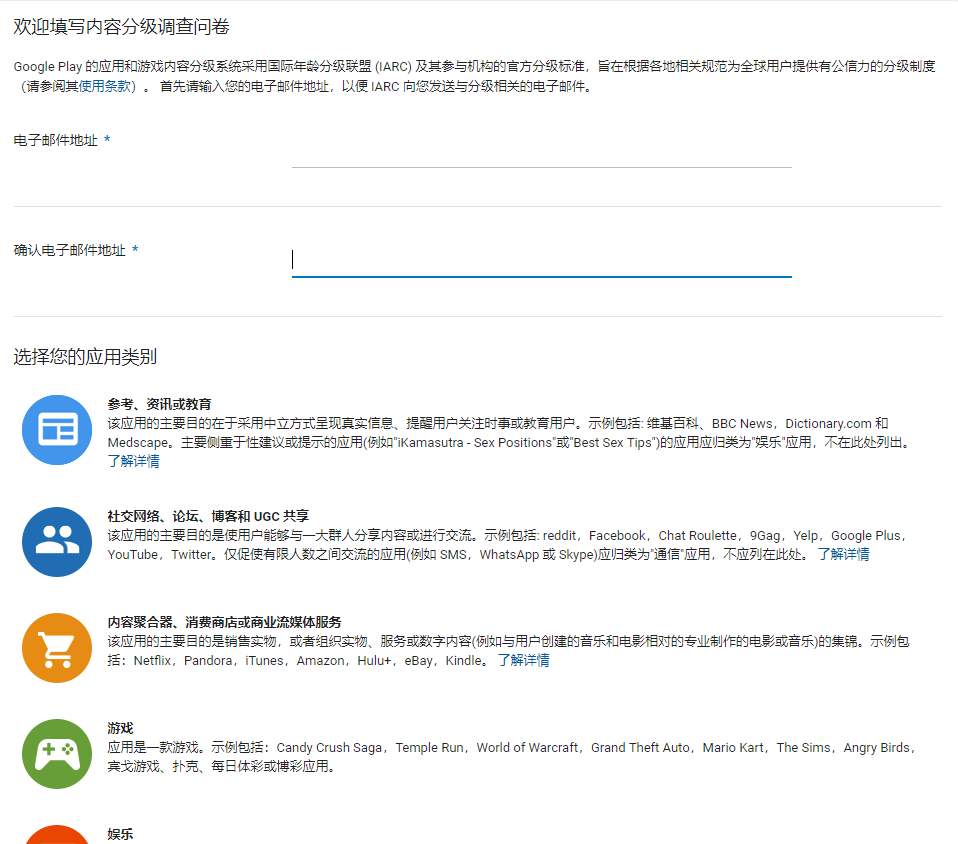 欢迎填写内容分级调查问卷
Google Play 的应用和游戏内容分级系统采用国际年龄分级联盟 (IARC) 及其参与机构的官方分级标准，旨在根据各地相关规范为全球用户提供有公信力的分级制度
（请参阅其使用条款）。 首先请输入您的电子邮件地址，以便 IARC 向您发送与分级相关的电子邮件。
电子邮件地址 *
确认电子邮件地址 *
选择您的应用类别
参考、资讯或教育
该应用的主要目的在于采用中立方式呈现真实信息、提醒用户关注时事或教育用户。示例包括: 维基百科、BBC News，Dictionary.com 和
Medscape。主要侧重于性建议或提示的应用(例如"iKamasutra - Sex Positions"或"Best Sex Tips")的应用应归类为"娱乐"应用，不在此处列出。
了解详情
社交网络、论坛、博客和 UGC 共享
该应用的主要目的是使用户能够与一大群人分享内容或进行交流。示例包括: reddit，Facebook，Chat Roulette，9Gag，Yelp，Google Plus，
YouTube，Twitter。仅促使有限人数之间交流的应用(例如 SMS，WhatsApp 或 Skype)应归类为"通信"应用，不应列在此处。 了解详情
内容聚合器、消费商店或商业流媒体服务
该应用的主要目的是销售实物，或者组织实物、服务或数字内容(例如与用户创建的音乐和电影相对的专业制作的电影或音乐)的集锦。示例包
括：Netflix，Pandora，iTunes，Amazon，Hulu+，eBay，Kindle。 了解详情
游戏
应用是一款游戏。示例包括：Candy Crush Saga，Temple Run，World of Warcraft，Grand Theft Auto，Mario Kart，The Sims，Angry Birds，
宾戈游戏、扑克、每日体彩或博彩应用。
娱乐